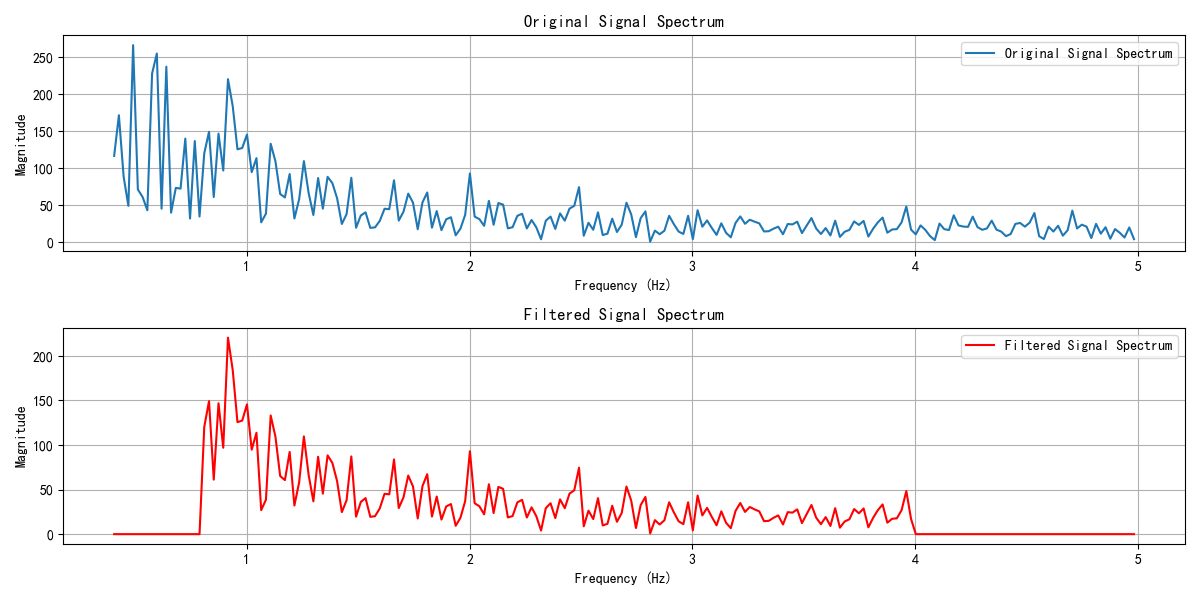 Original Signal Spectrum
Original Signal Spectrum
Magnitude
250
200
150
100
50
0
1
2
3
4
5
Frequency (Hz)
Filtered Signal Spectrum
Filtered Signal Spectrum
Magnitude
200
150
100
50
0
1
2
3
4
5
Frequency (Hz)